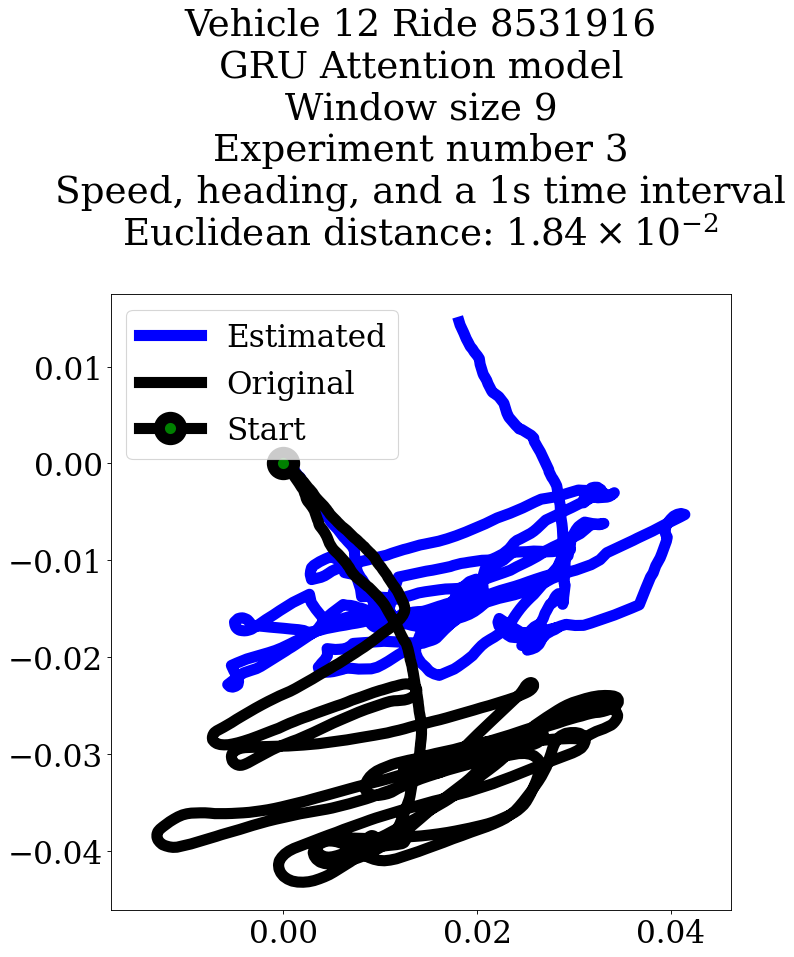 Vehicle 12 Ride 8531916
GRU Attention model
Window size 9
Experiment number 3
Speed, heading, and a 1s time interval
Euclidean distance: 1.84 × 10⁻²
Estimated
Original
Start
0.01
0.00
−0.01
−0.02
−0.03
−0.04
0.00 0.02 0.04